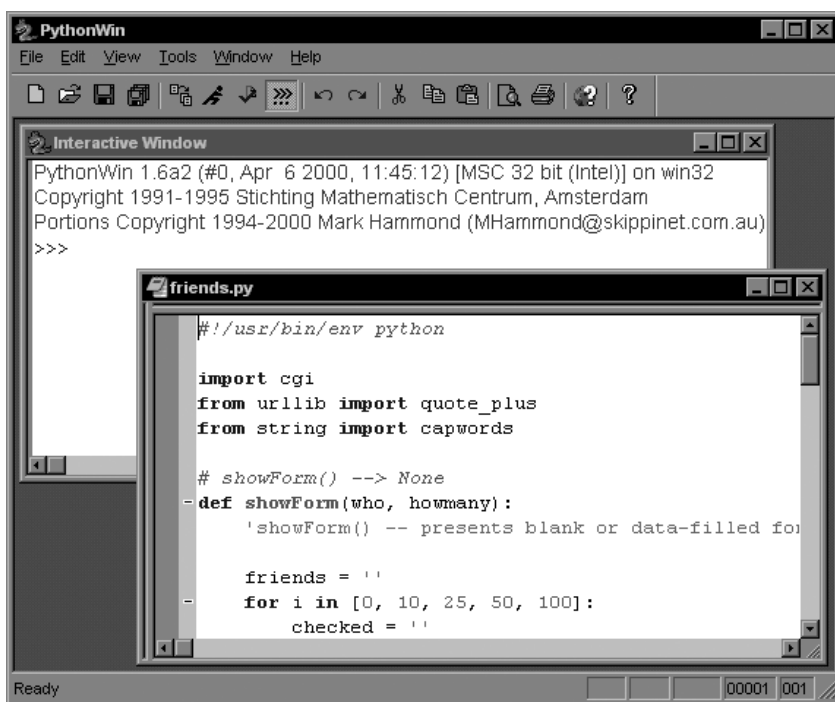 PythonWin
File Edit View Tools Window Help
Interactive Window
PythonWin 1.6a2 (#0, Apr 6 2000, 11:45:12) [MSC 32 bit (Intel)] on win32
Copyright 1991-1995 Stichting Mathematisch Centrum, Amsterdam
Portions Copyright 1994-2000 Mark Hammond (MHammond@skippinet.com.au)
>>>
friends.py
#!/usr/bin/env python
import cgi
from urllib import quote_plus
from string import capwords
# showForm() --> None
def showForm(who, howmany):
'showForm() -- presents blank or data-filled for
friends = ''
for i in [0, 10, 25, 50, 100]:
checked = ''
Ready 00001 001